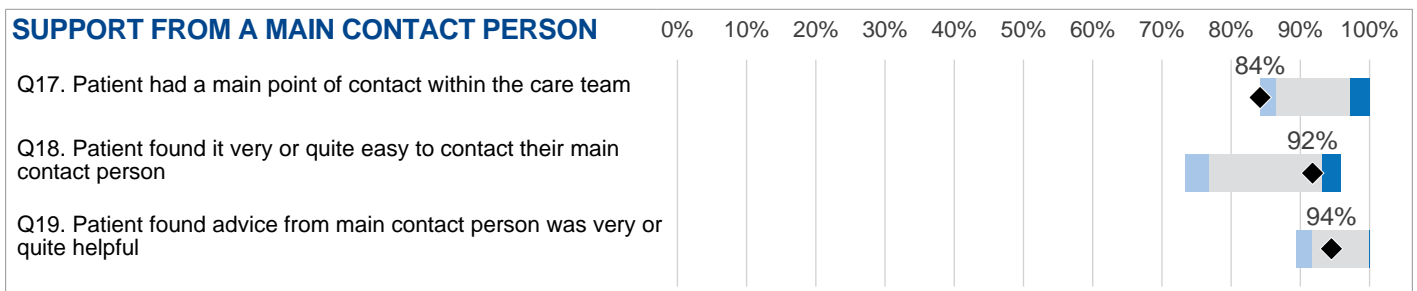 SUPPORT FROM A MAIN CONTACT PERSON 0% 10% 20% 30% 40% 50% 60% 70% 80% 90% 100%
84%
Q17. Patient had a main point of contact within the care team
92%
Q18. Patient found it very or quite easy to contact their main
contact person
94%
Q19. Patient found advice from main contact person was very or
quite helpful